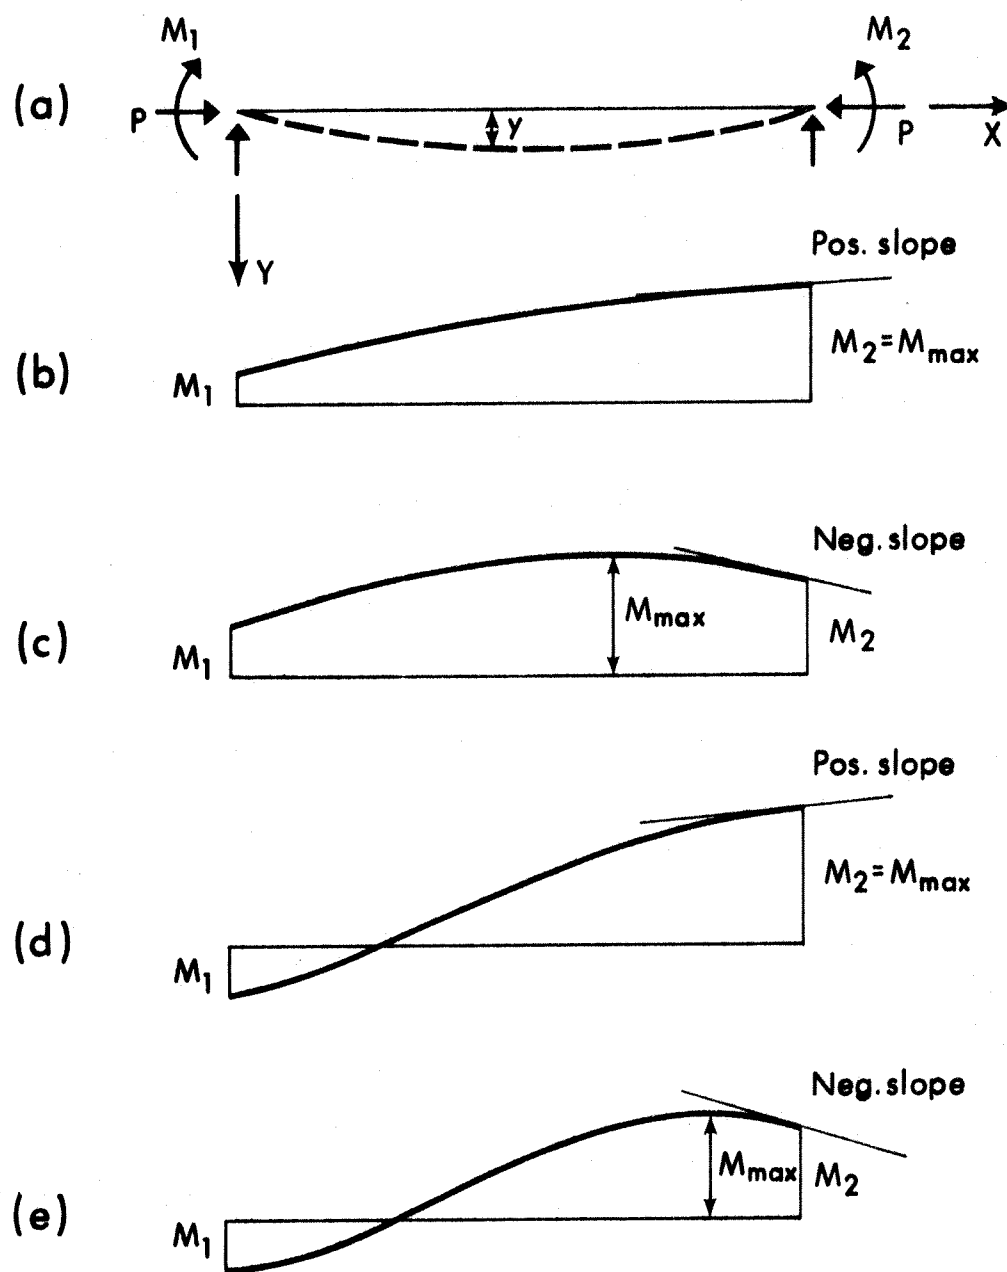 M1
M2
(a)
P
y
P
X
Y
Pos. slope
(b)
M1
M2=Mmax
Neg. slope
(c)
M1
Mmax
M2
Pos. slope
(d)
M1
M2=Mmax
Neg. slope
(e)
M1
Mmax
M2